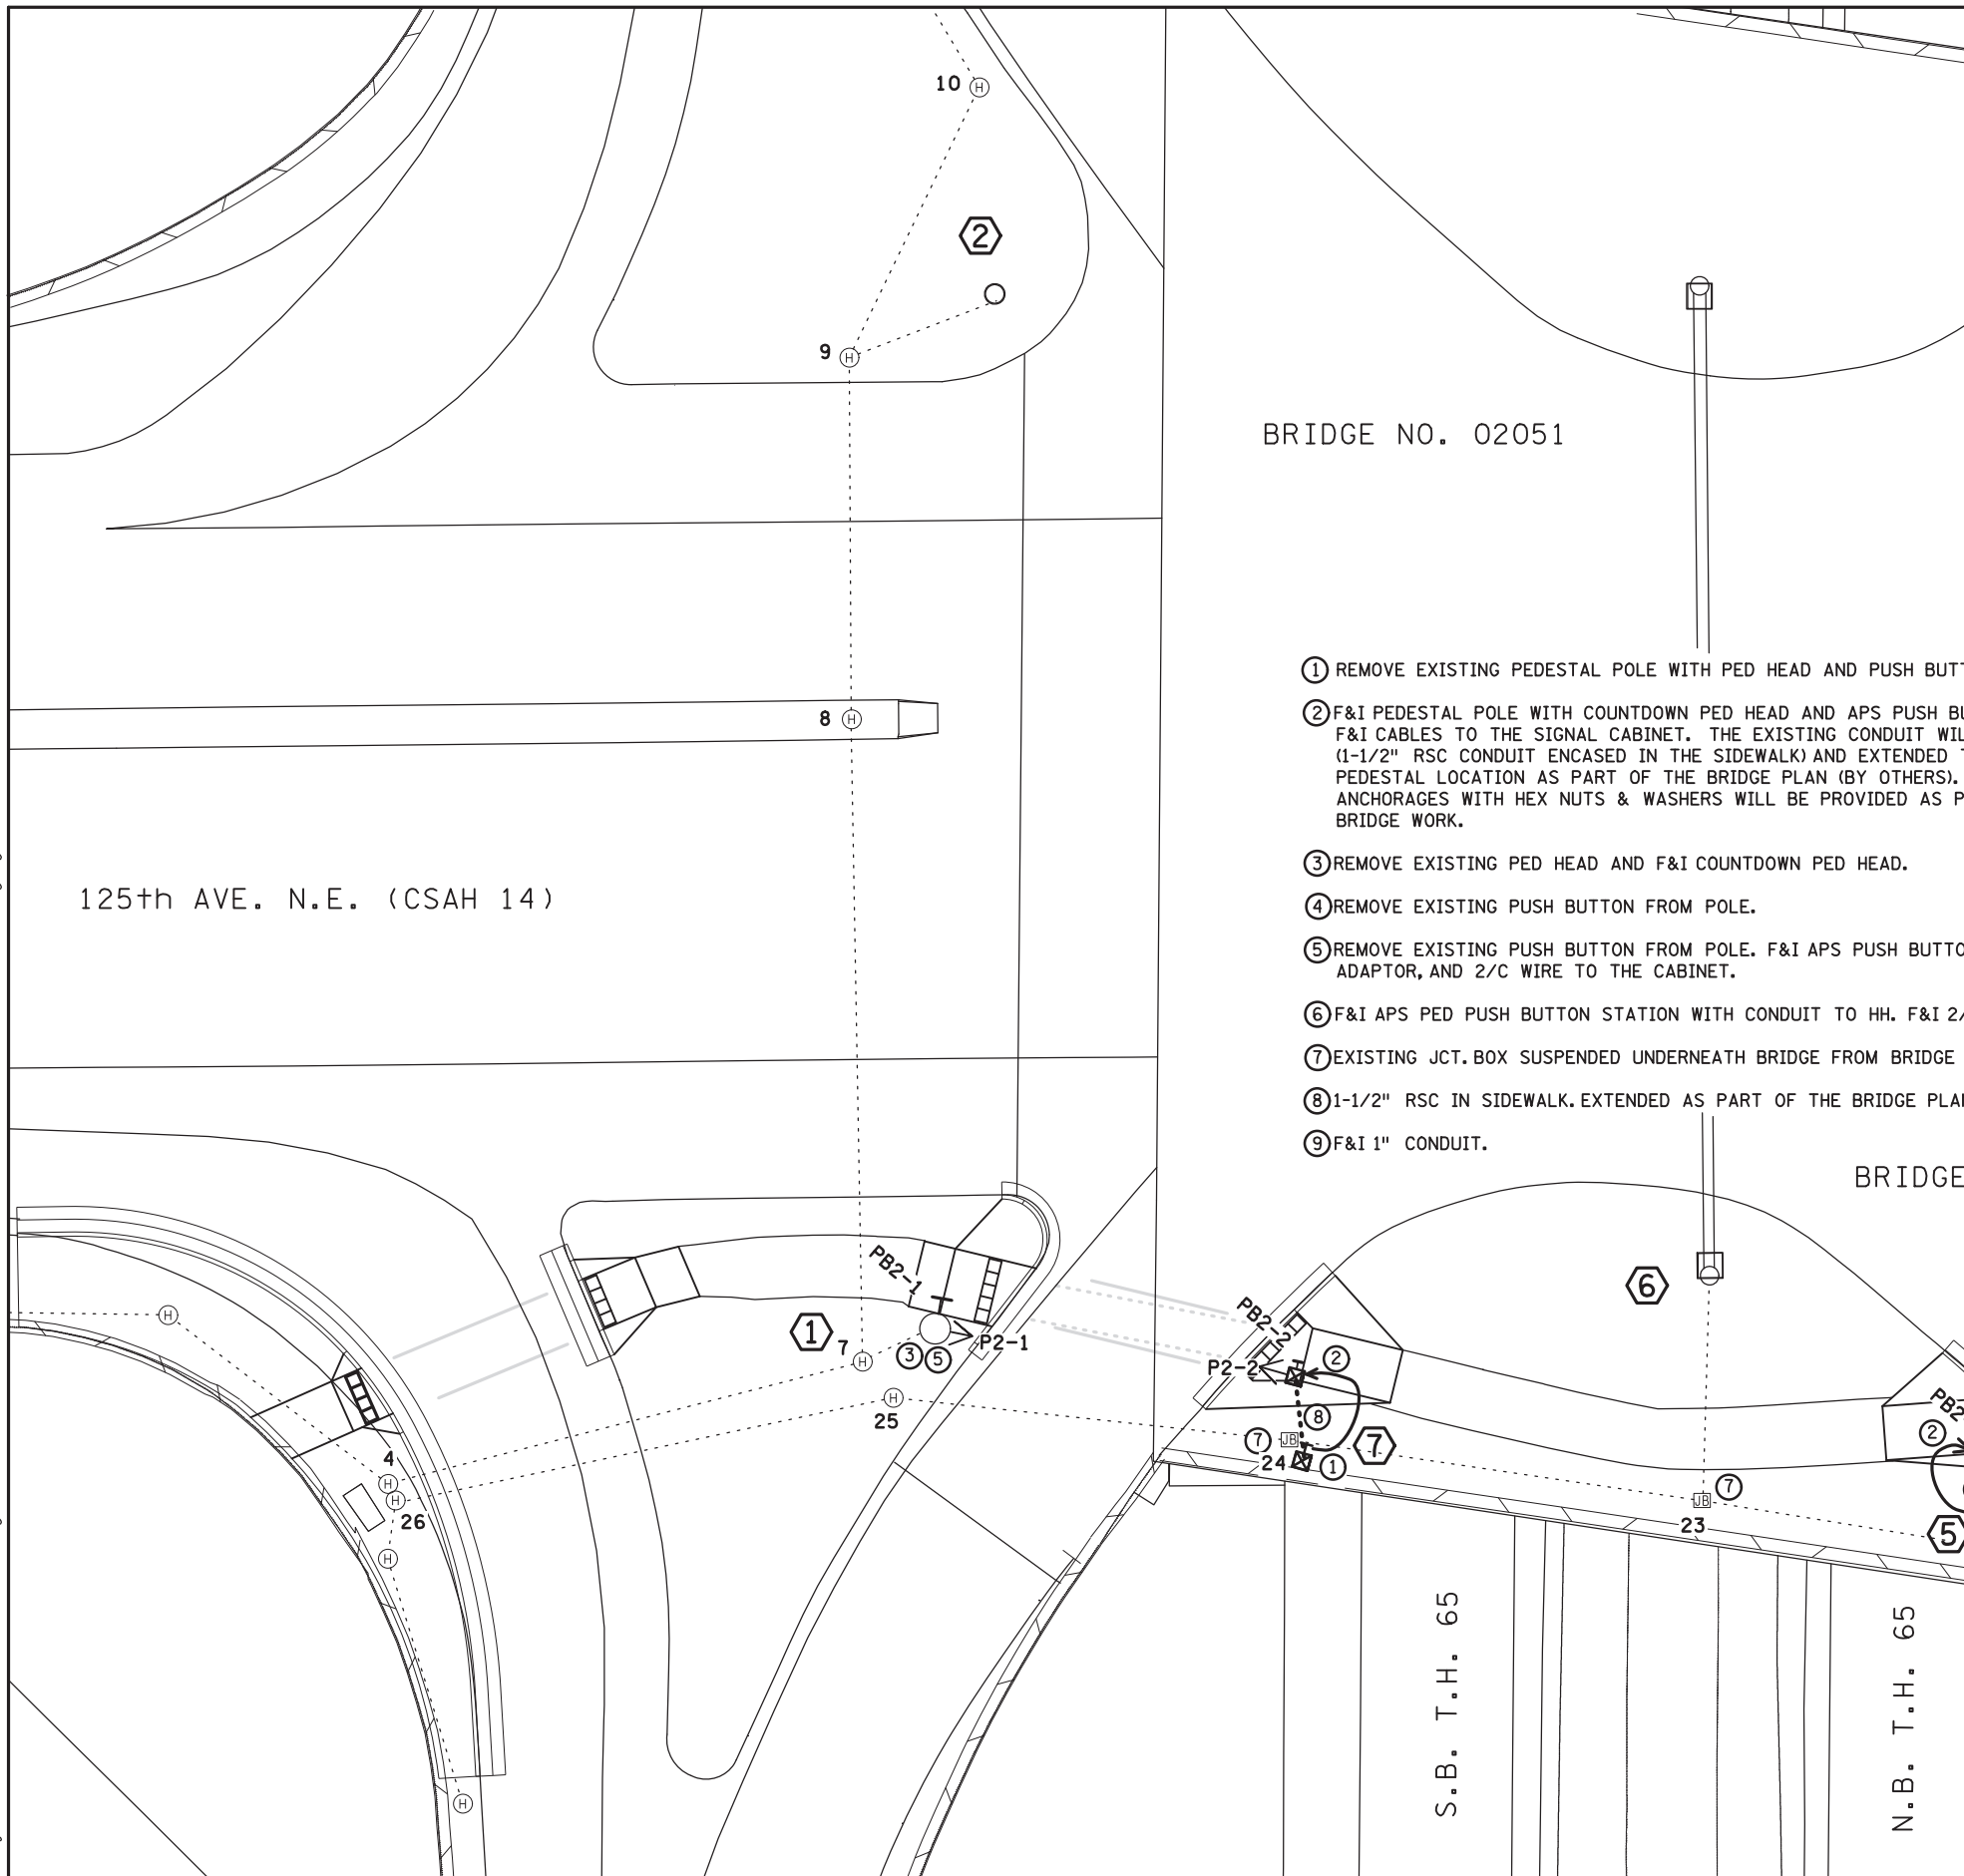 10
H
2
9
H
BRIDGE NO. 02051
1 REMOVE EXISTING PEDESTAL POLE WITH PED HEAD AND PUSH
2 F&I PEDESTAL POLE WITH COUNTDOWN PED HEAD AND APS PUSH
F&I CABLES TO THE SIGNAL CABINET. THE EXISTING CONDUIT
(1-1/2" RSC CONDUIT ENCASED IN THE SIDEWALK) AND EXTENDED
PEDESTAL LOCATION AS PART OF THE BRIDGE PLAN (BY OTHERS).
ANCHORAGES WITH HEX NUTS & WASHERS WILL BE PROVIDED AS
BRIDGE WORK.
8
H
3 REMOVE EXISTING PED HEAD AND F&I COUNTDOWN PED HEAD.
125th AVE. N.E. (CSAH 14)
4 REMOVE EXISTING PUSH BUTTON FROM POLE.
5 REMOVE EXISTING PUSH BUTTON FROM POLE. F&I APS PUSH
ADAPTOR, AND 2/C WIRE TO THE CABINET.
6 F&I APS PED PUSH BUTTON STATION WITH CONDUIT TO HH. F&I
7 EXISTING JCT. BOX SUSPENDED UNDERNEATH BRIDGE FROM BRIDGE
8 1-1/2" RSC IN SIDEWALK. EXTENDED AS PART OF THE BRIDGE
9 F&I 1" CONDUIT.
BRIDGE
PB2-1
6
H
1
7
H
3
5
P2-1
PB2-2
P2-2
2
H
25
8
7
JB
24
1
7
2
4
H
H
26
H
JB
7
23
5
S.B. T.H. 65
N.B. T.H. 65
H